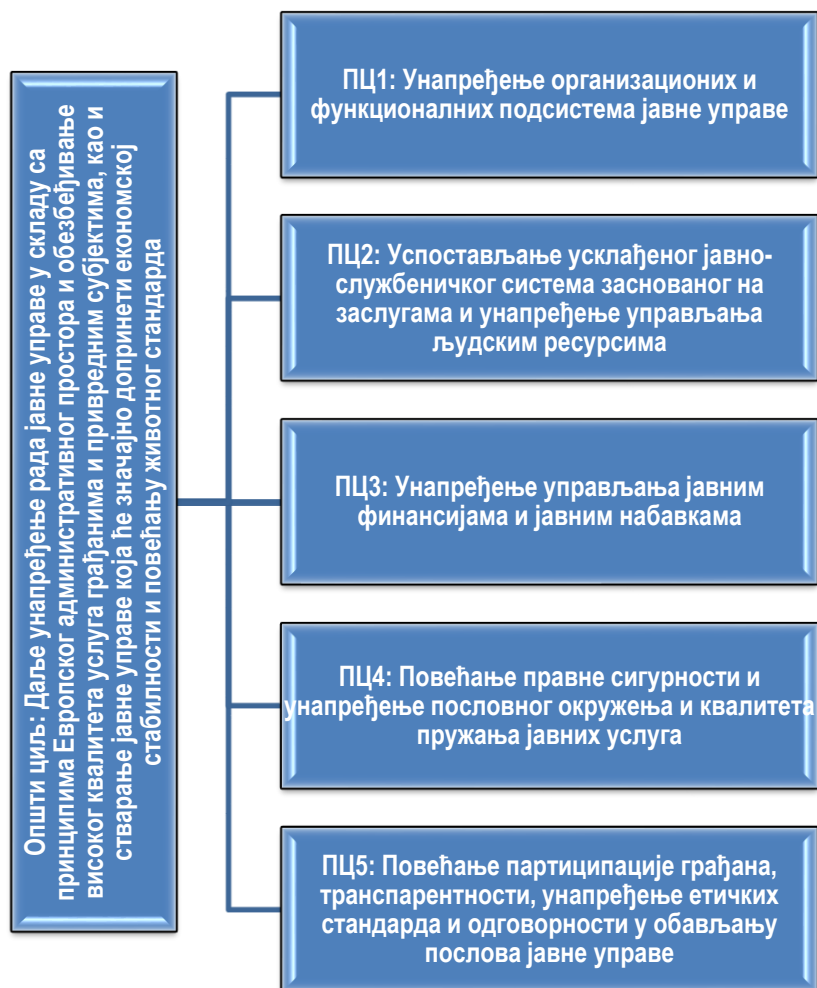 Општи циљ: Даље унапређење рада јавне управе у складу са
принципима Европског административног простора и обезбеђивање
високог квалитета услуга грађанима и привредним субјектима, као и
стварање јавне управе која ће значајно допринети економској
стабилности и повећању животног стандарда
ПЦ1: Унапређење организационих и
функционалних подсистема јавне управе
ПЦ2: Успостављање усклађеног јавно-
службеничког система заснованог на
заслугама и унапређење управљања
људским ресурсима
ПЦ3: Унапређење управљања јавним
финансијама и јавним набавкама
ПЦ4: Повећање правне сигурности и
унапређење пословног окружења и квалитета
пружања јавних услуга
ПЦ5: Повећање партиципације грађана,
транспарентности, унапређење етичких
стандарда и одговорности у обављању
послова јавне управе